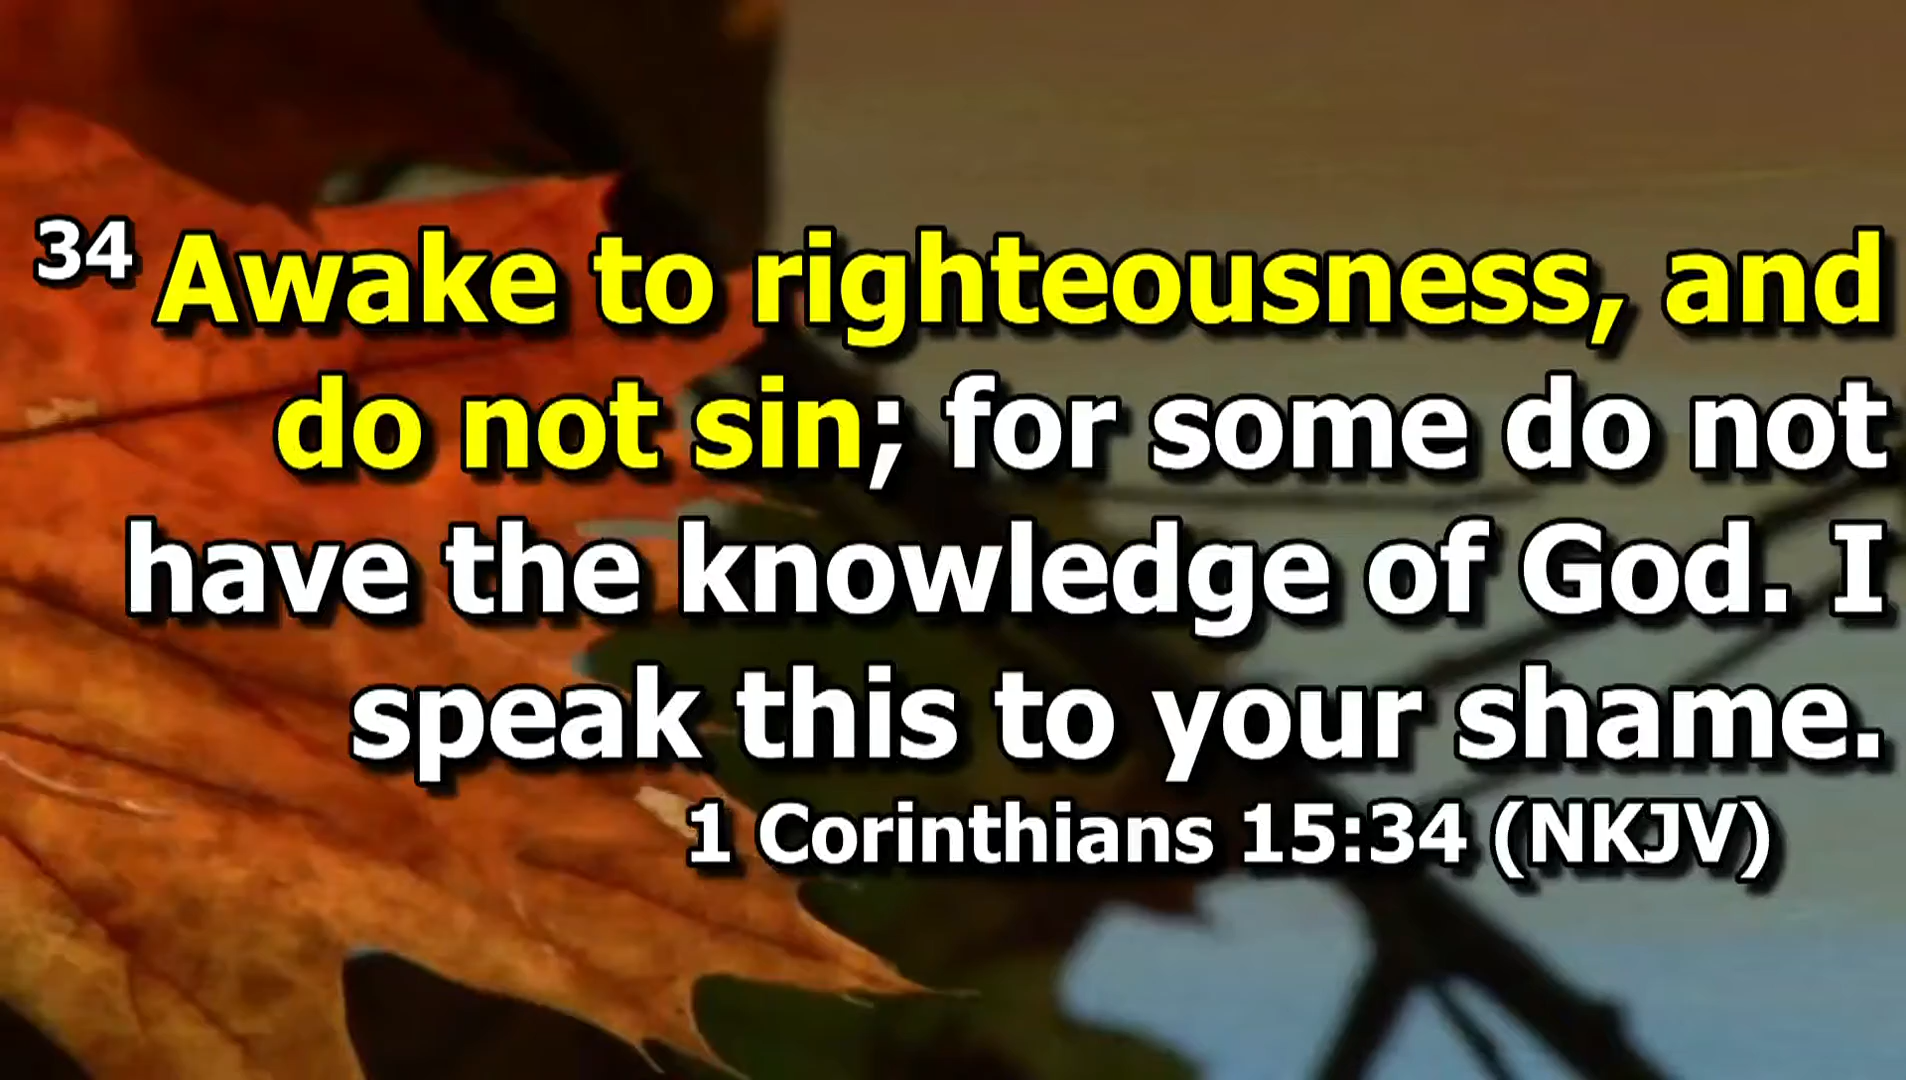 34 Awake to righteousness, and
do not sin; for some do not
have the knowledge of God. I
speak this to your shame.
1 Corinthians 15:34 (NKJV)